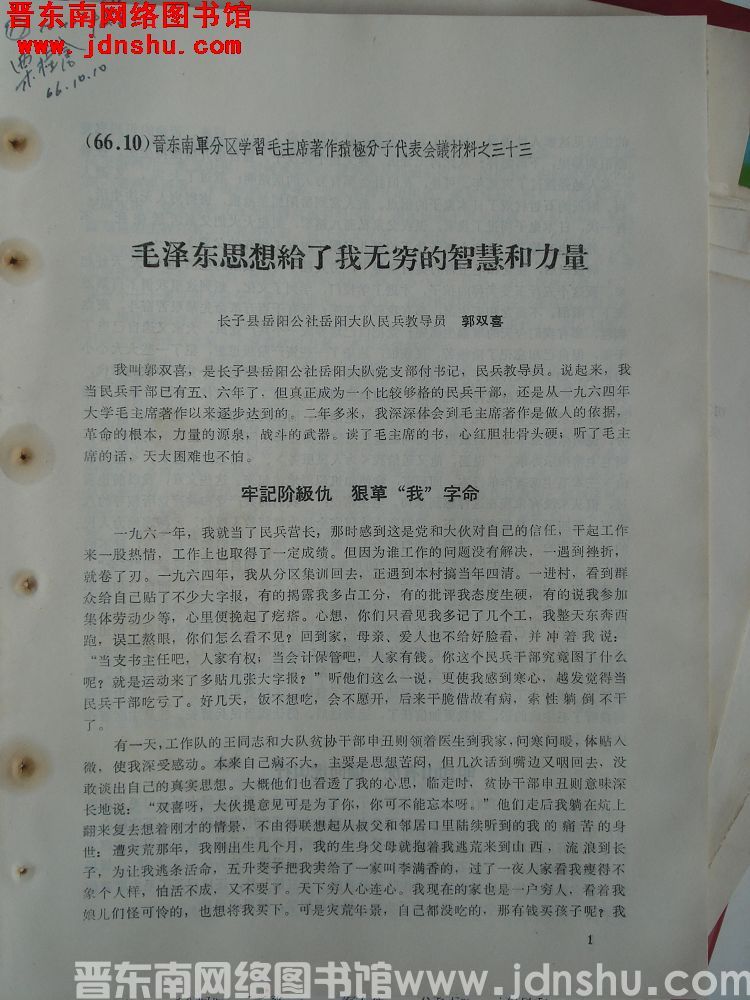 晋东南网络图书馆
www.jdnshu.com
66.10.10
（66.10）晋东南軍分区学習毛主席著作積極分子代表会議材料之三十三
毛泽东思想給了我无穷的智慧和力量
长子县岳阳公社岳阳大队民兵教导员　郭双喜
我叫郭双喜，是长子县岳阳公社岳阳大队党支部付书记，民兵教导员。说起来，我
当民兵干部已有五、六年了，但真正成为一个比较够格的民兵干部，还是从一九六四年
大学毛主席著作以来逐步达到的。二年多来，我深深体会到毛主席著作是做人的依据，
革命的根本，力量的源泉，战斗的武器。读了毛主席的书，心红胆壮骨头硬；听了毛主
席的话，天大困难也不怕。
牢記阶級仇　狠革“我”字命
一九六一年，我就当了民兵营长，那时感到这是党和大伙对自己的信任，干起工作
来一股热情，工作上也取得了一定成绩。但因为谁工作的问题没有解决，一遇到挫折，
就卷了刃。一九六四年，我从分区集训回去，正遇到本村搞当年四清。一进村，看到群
众给自己贴了不少大字报，有的揭露我多占工分，有的批评我态度生硬，有的说我参加
集体劳动少等，心里便挽起了疙瘩。心想，你们只看见我多记了几个工，我整天东奔西
跑，误工熬眼，你们怎么看不见？回到家，母亲、爱人也不给好脸看，并冲着我说：
“当支书主任吧，人家有权；当会计保管吧，人家有钱。你这个民兵干部究竟图了什么
呢？就是运动来了多贴几张大字报？”听他们这么一说，更使我感到寒心，越发觉得当
民兵干部吃亏了。好几天，饭不想吃，会不愿开，后来干脆借故有病，索性躺倒不干
了。
有一天，工作队的王同志和大队贫协干部申丑则领着医生到我家，问寒问暖，体贴入
微，使我深受感动。本来自己病不大，主要是思想苦闷，但几次话到嘴边又咽回去，没
敢谈出自己的真实思想。大概他们也看透了我的心思，临走时，贫协干部申丑则意味深
长地说：“双喜呀，大伙提意见可是为了你，你可不能忘本呀。”他们走后我躺在炕上
翻来复去想着刚才的情景，不由得联想起从叔父和邻居口里陆续听到的我的痛苦的身
世：遭灾荒那年，我刚出生几个月，我的生身父母就抱着我逃荒来到山西，流浪到长
子，为让我逃条活命，五升茭子把我卖给了一家叫李满香的，过了一夜人家看我瘦得不
象个人样，怕活不成，又不要了。天下穷人心连心。我现在的家也是一户穷人，看着我
娘儿们怪可怜的，也想将我买下。可是灾荒年景，自己都没吃的，那有钱买孩子呢？我
1
晋东南网络图书馆www.jdnshu.com